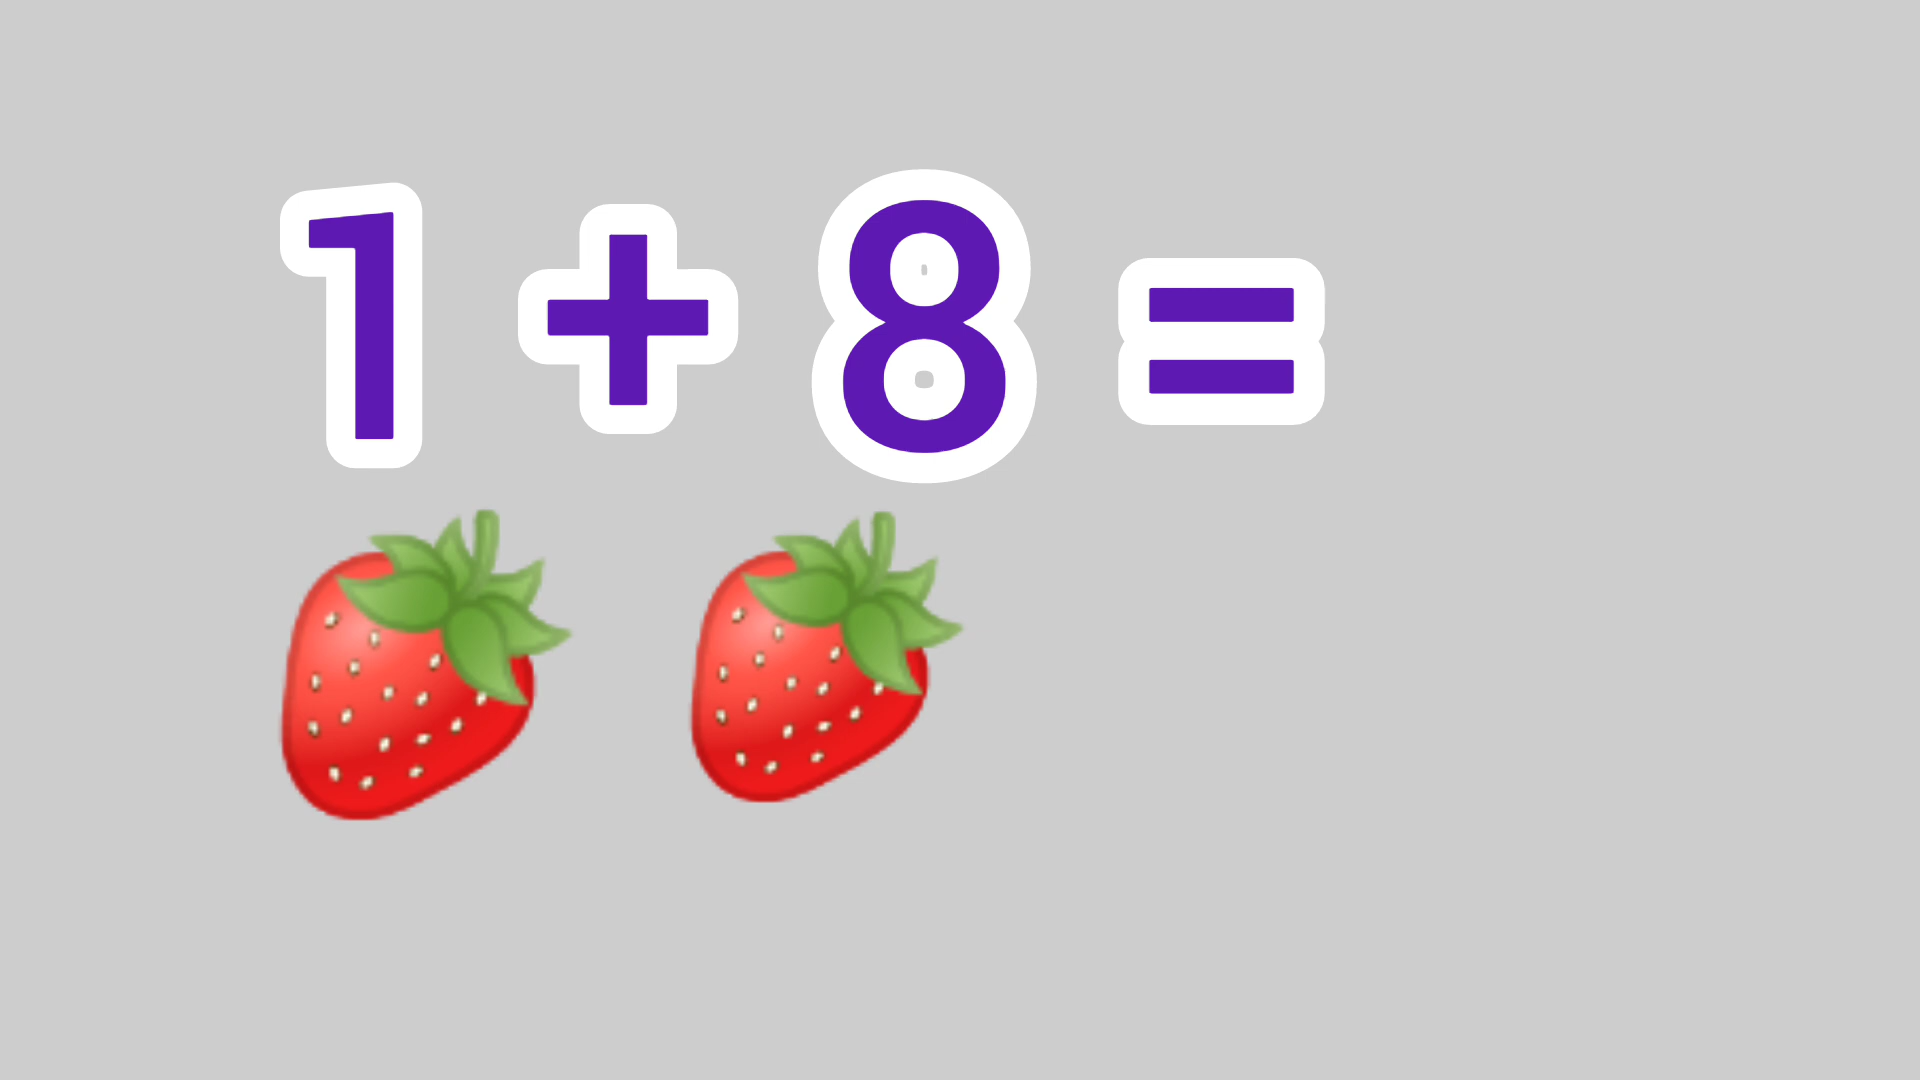 1 + 8 =